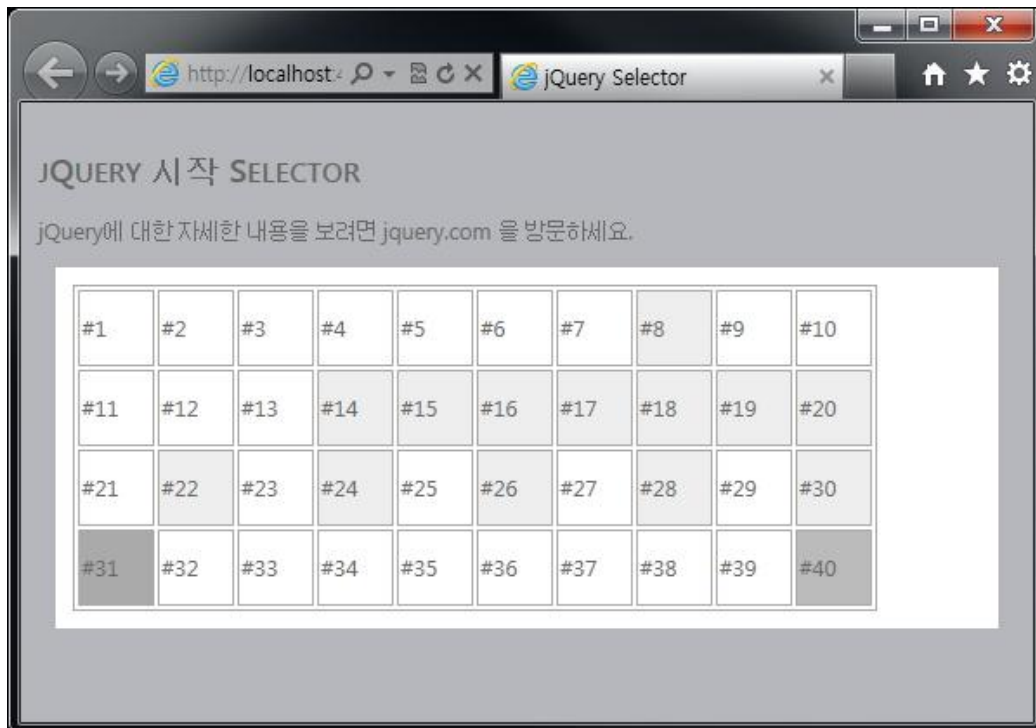 http://localhost:4
jQuery Selector
JQUERY 시작 SELECTOR
jQuery에 대한 자세한 내용을 보려면 jquery.com 을 방문하세요.
#1 #2 #3 #4 #5 #6 #7 #8 #9 #10
#11 #12 #13 #14 #15 #16 #17 #18 #19 #20
#21 #22 #23 #24 #25 #26 #27 #28 #29 #30
#31 #32 #33 #34 #35 #36 #37 #38 #39 #40